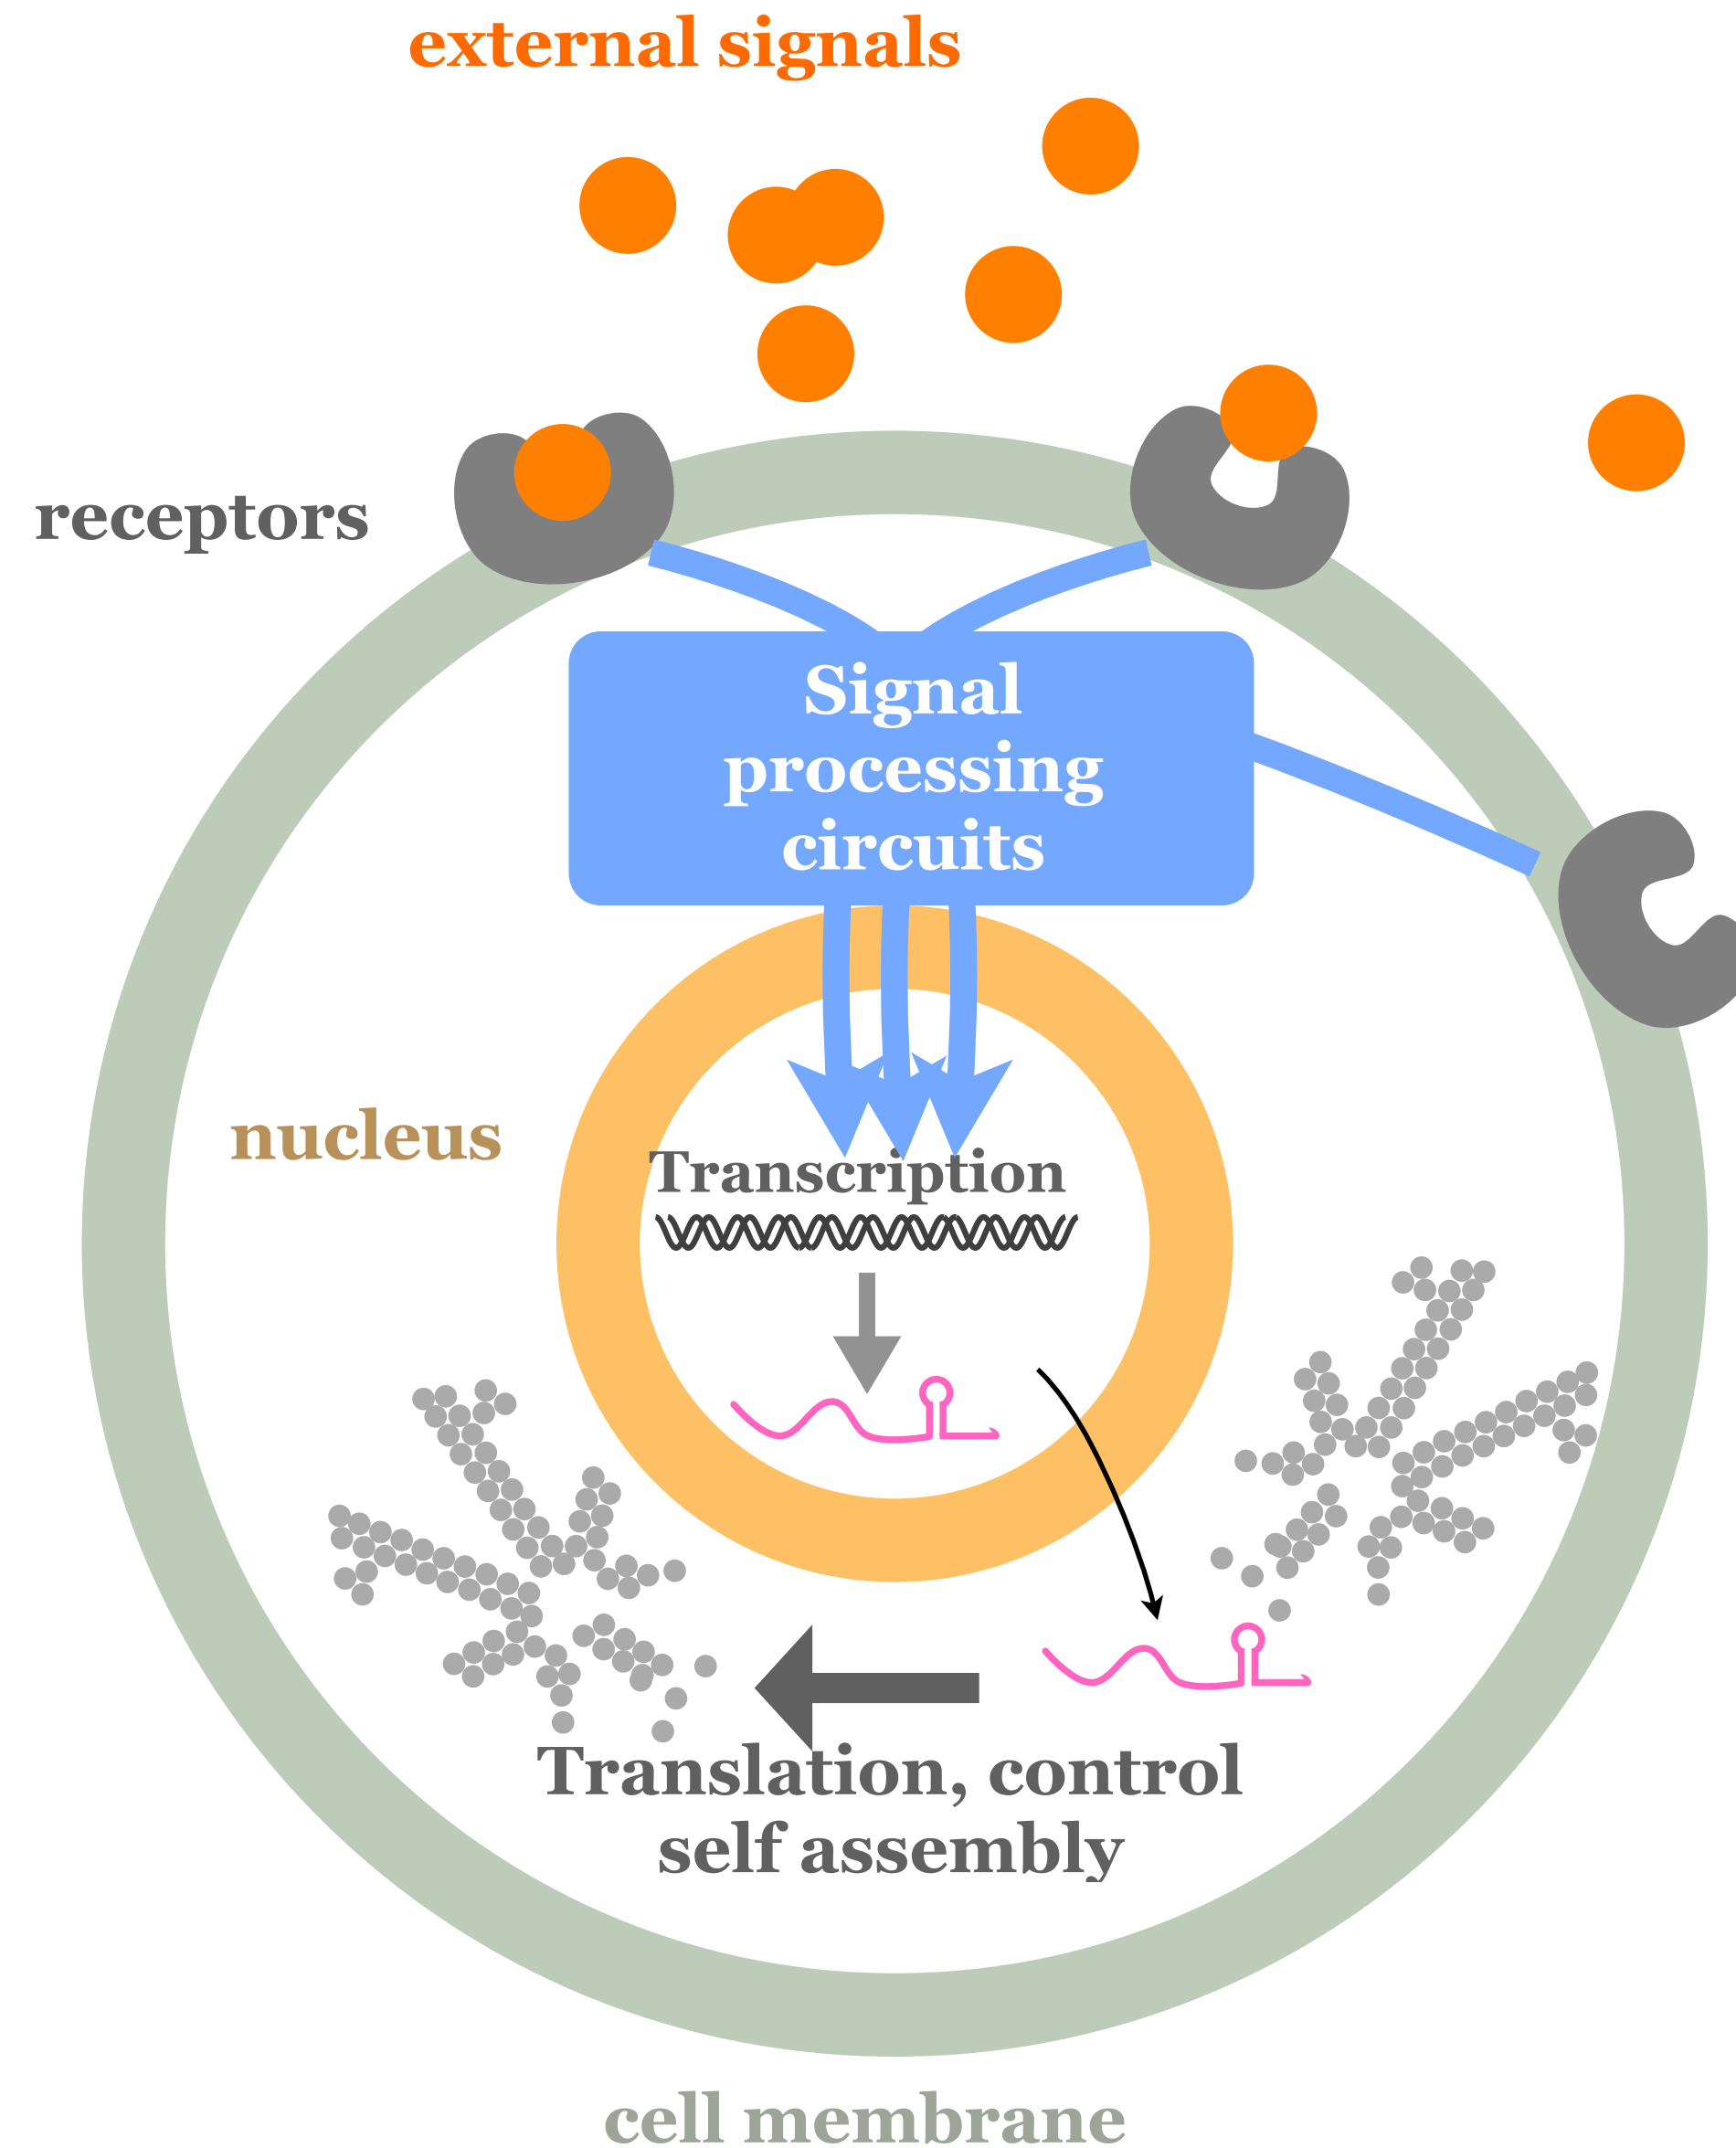 external signals
receptors
Signal
processing
circuits
nucleus
Transcription
Translation, control
self assembly
cell membrane